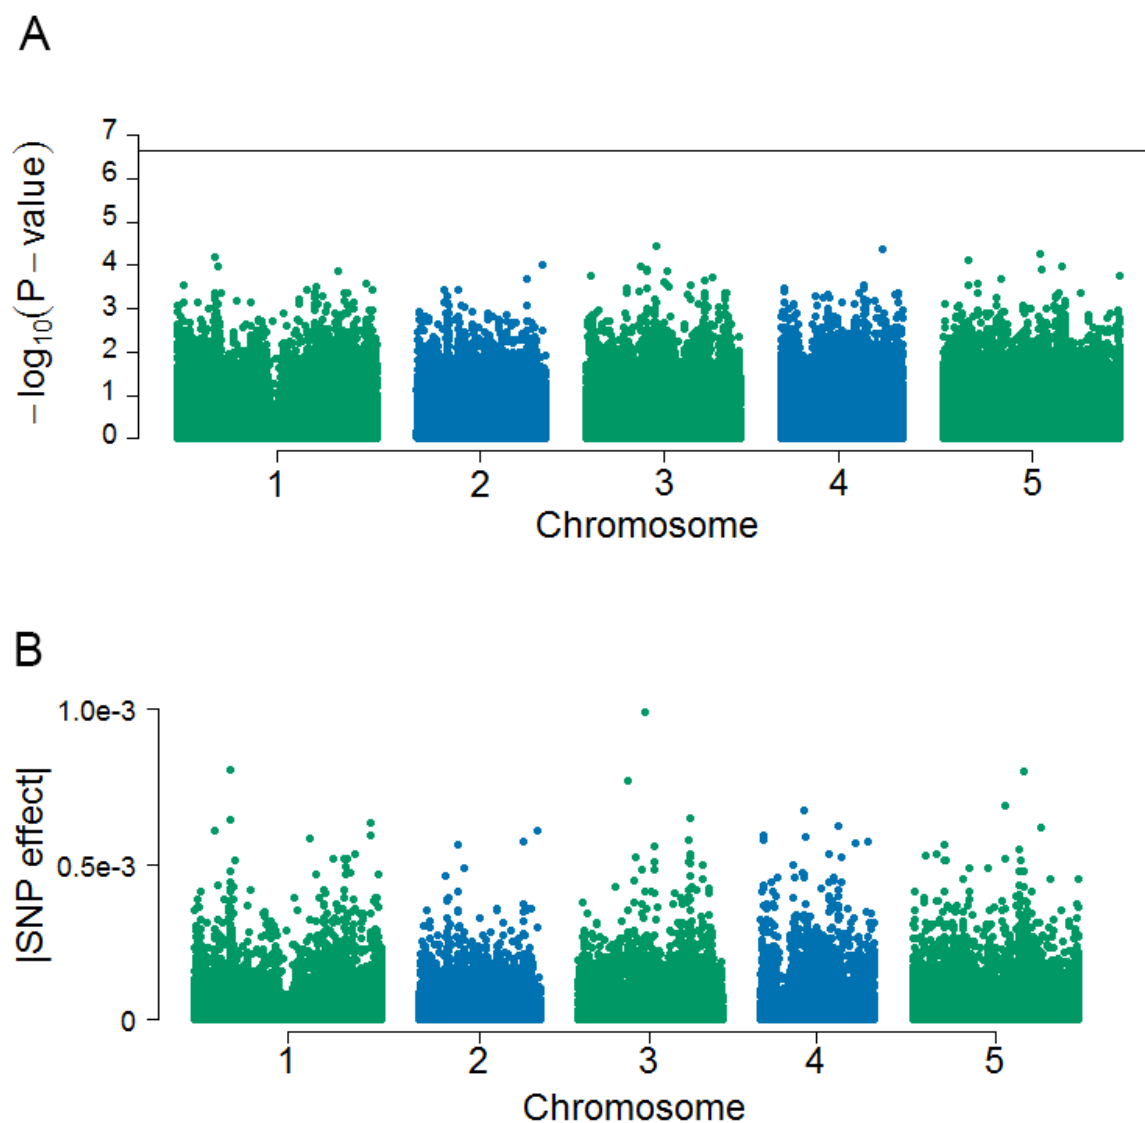 A
−log₁₀(P−value)
7
6
5
4
3
2
1
0
1 2 3 4 5
Chromosome
B
|SNP effect|
1.0e-3
0.5e-3
0
1 2 3 4 5
Chromosome